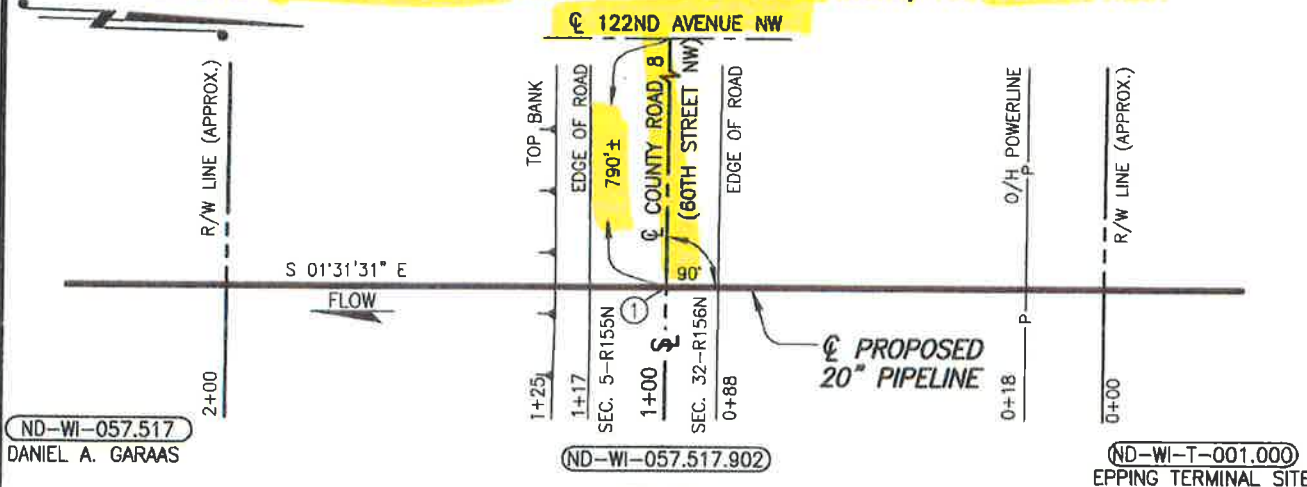 ℄ 122ND AVENUE NW
R/W LINE (APPROX.)
TOP BANK
EDGE OF ROAD
790'±
℄ COUNTY ROAD 8
(60TH STREET NW)
EDGE OF ROAD
O/H POWERLINE
P
R/W LINE (APPROX.)
S 01°31'31" E
FLOW
90°
1
P
℄ PROPOSED
20" PIPELINE
2+00
1+25
1+17
SEC. 5-R155N
1+00
SEC. 32-R156N
0+88
0+18
0+00
ND-WI-057.517
DANIEL A. GARAAS
ND-WI-057.517.902
ND-WI-T-001.000
EPPING TERMINAL SITE